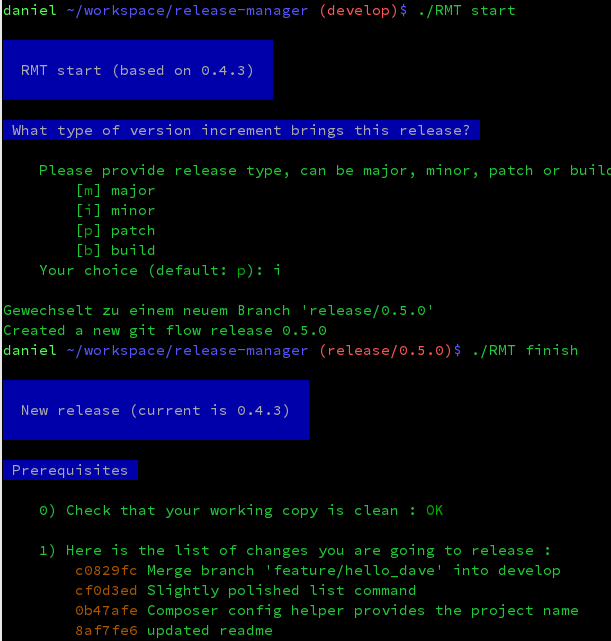 daniel ~/workspace/release-manager (develop)$ ./RMT start
RMT start (based on 0.4.3)
What type of version increment brings this release?
Please provide release type, can be major, minor, patch or build
[m] major
[i] minor
[p] patch
[b] build
Your choice (default: p): i
Gewechselt zu einem neuem Branch 'release/0.5.0'
Created a new git flow release 0.5.0
daniel ~/workspace/release-manager (release/0.5.0)$ ./RMT finish
New release (current is 0.4.3)
Prerequisites
0) Check that your working copy is clean : OK
1) Here is the list of changes you are going to release :
c0829fc Merge branch 'feature/hello_dave' into develop
cf0d3ed Slightly polished list command
0b47afe Composer config helper provides the project name
8af7fe6 updated readme